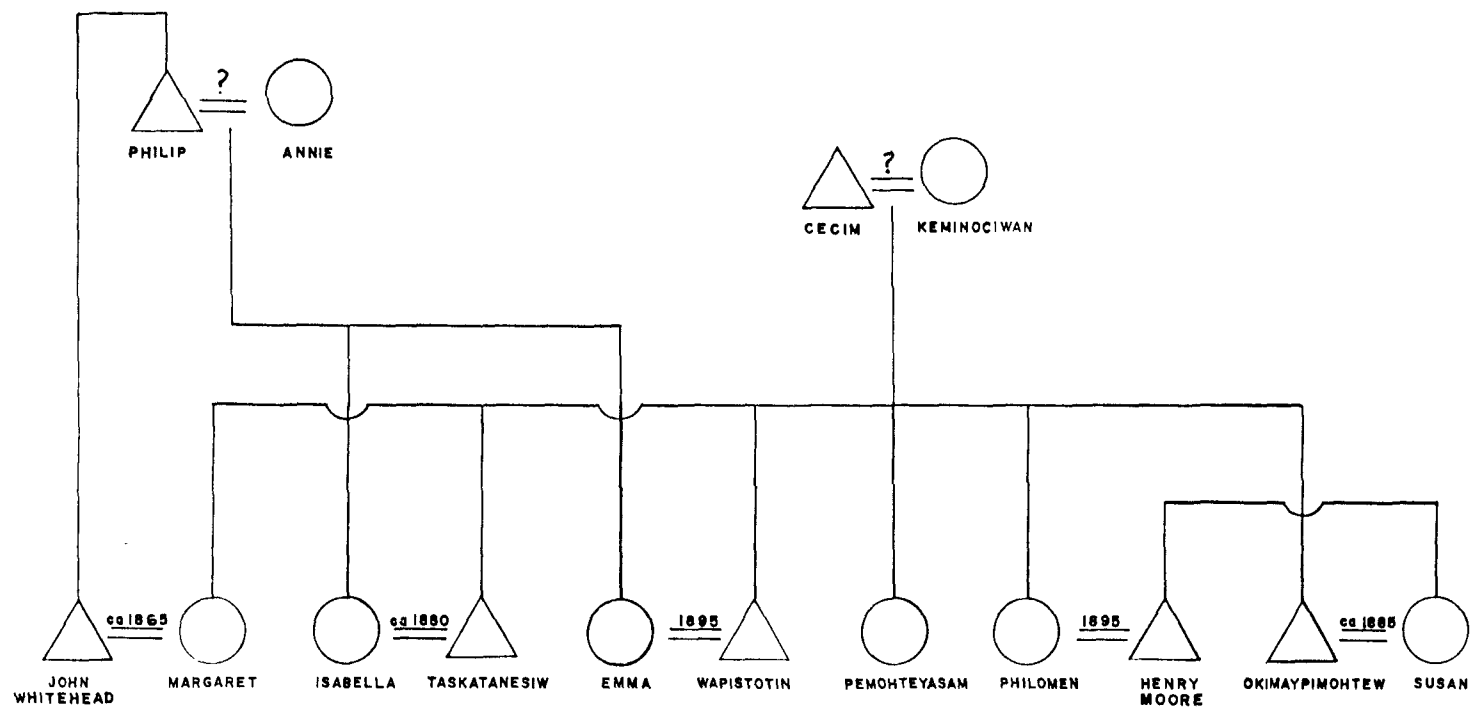 ?
PHILIP
ANNIE
?
CECIM
KEMINOCIWAN
ca 1865
ca 1880
1895
1895
ca 1885
JOHN
WHITEHEAD
MARGARET
ISABELLA
TASKATANESIW
EMMA
WAPISTOTIN
PEMOHTEYASAM
PHILOMEN
HENRY
MOORE
OKIMAYPIMOHTEW
SUSAN